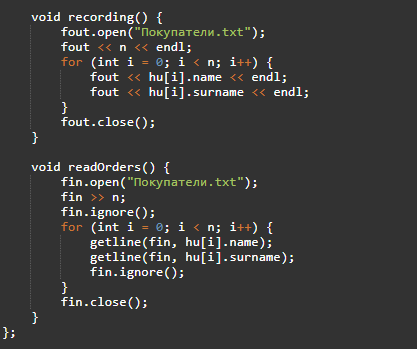 void recording() {
fout.open("Покупатели.txt");
fout << n << endl;
for (int i = 0; i < n; i++) {
fout << hu[i].name << endl;
fout << hu[i].surname << endl;
}
fout.close();
}
void readOrders() {
fin.open("Покупатели.txt");
fin >> n;
fin.ignore();
for (int i = 0; i < n; i++) {
getline(fin, hu[i].name);
getline(fin, hu[i].surname);
fin.ignore();
}
fin.close();
}
};